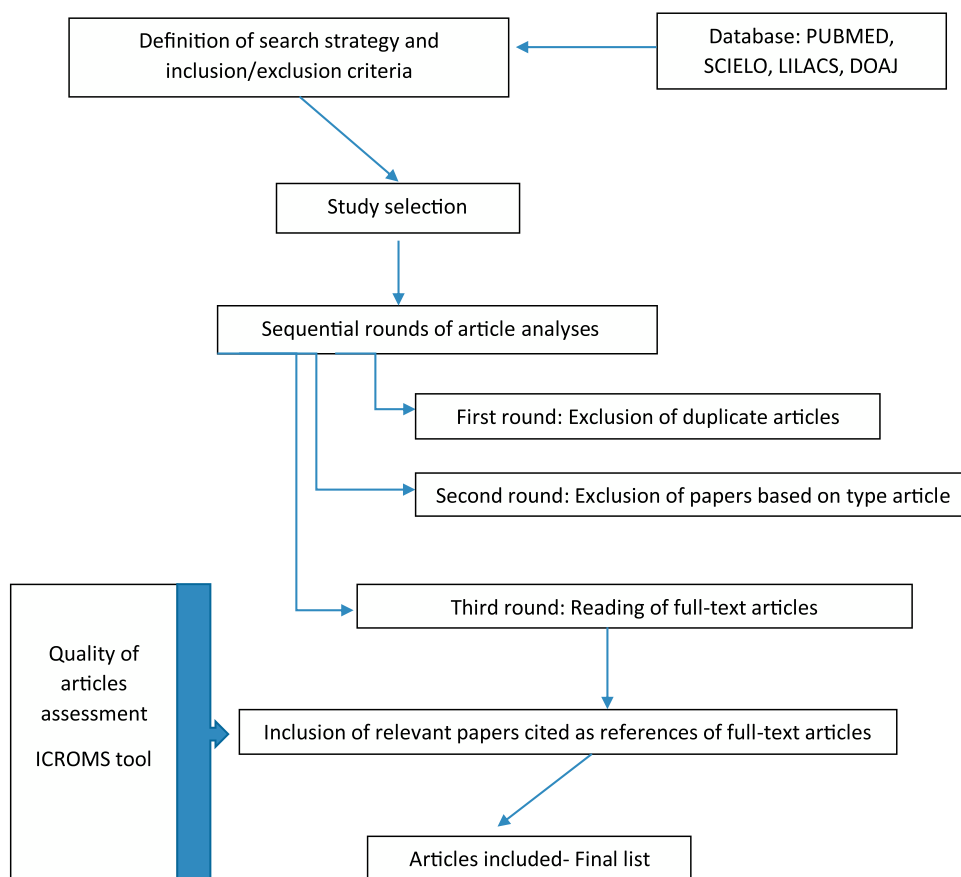 Definition of search strategy and
inclusion/exclusion criteria
Database: PUBMED,
SCIELO, LILACS, DOAJ
Study selection
Sequential rounds of article analyses
First round: Exclusion of duplicate articles
Second round: Exclusion of papers based on type article
Third round: Reading of full-text articles
Quality of
articles
assessment
ICROMS tool
Inclusion of relevant papers cited as references of full-text articles
Articles included- Final list